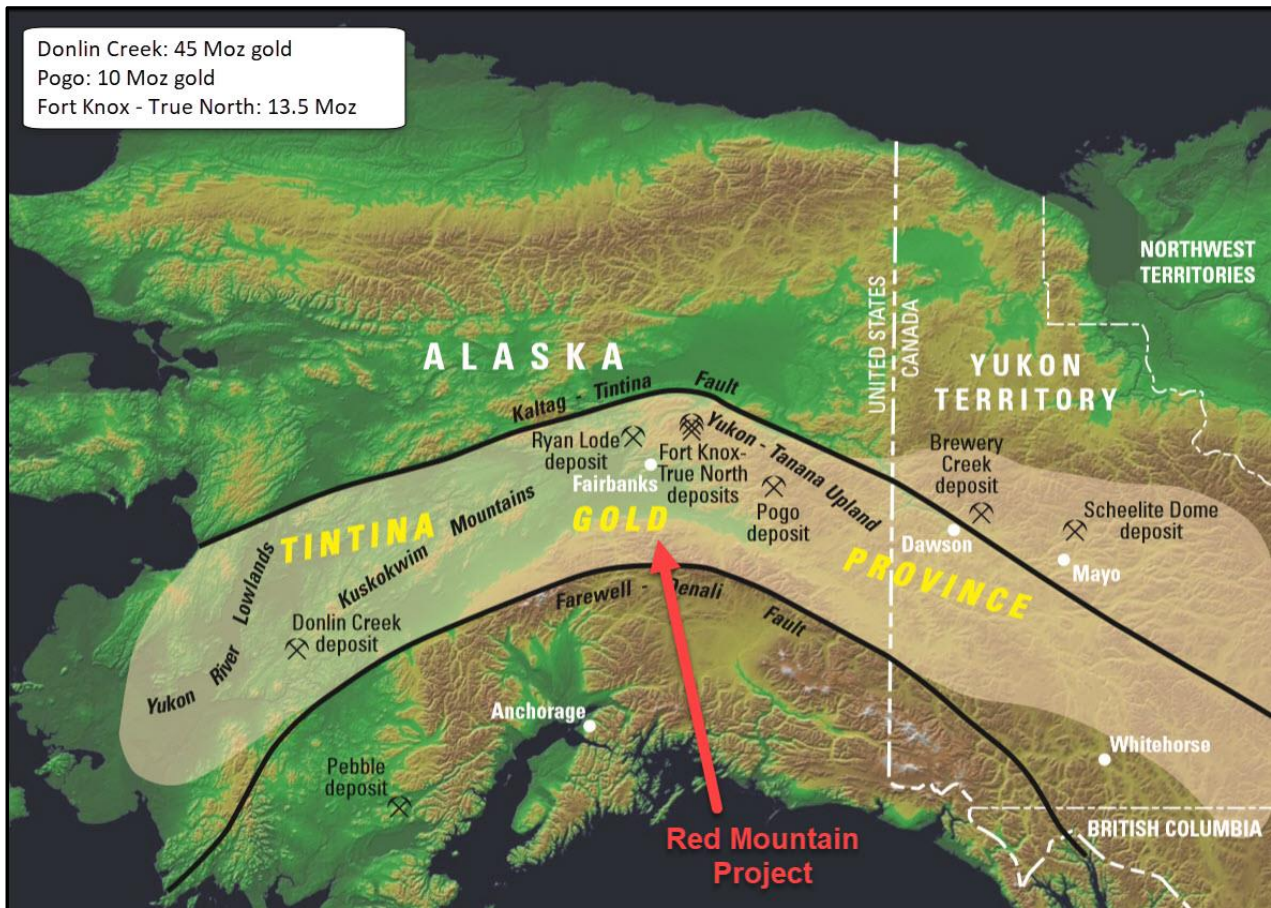 Donlin Creek: 45 Moz gold
Pogo: 10 Moz gold
Fort Knox - True North: 13.5 Moz
NORTHWEST
TERRITORIES
UNITED STATES
CANADA
ALASKA
YUKON
TERRITORY
Kaltag - Tintina Fault
Ryan Lode
deposit
Fort Knox-
True North
deposits
Yukon - Tanana Upland
Brewery
Creek
deposit
Fairbanks
Pogo
deposit
Scheelite Dome
deposit
TINTINA GOLD PROVINCE
Dawson
Mayo
Yukon River Lowlands
Kuskokwim Mountains
Donlin Creek
deposit
Farewell - Denali Fault
Anchorage
Whitehorse
Pebble
deposit
Red Mountain
Project
BRITISH COLUMBIA